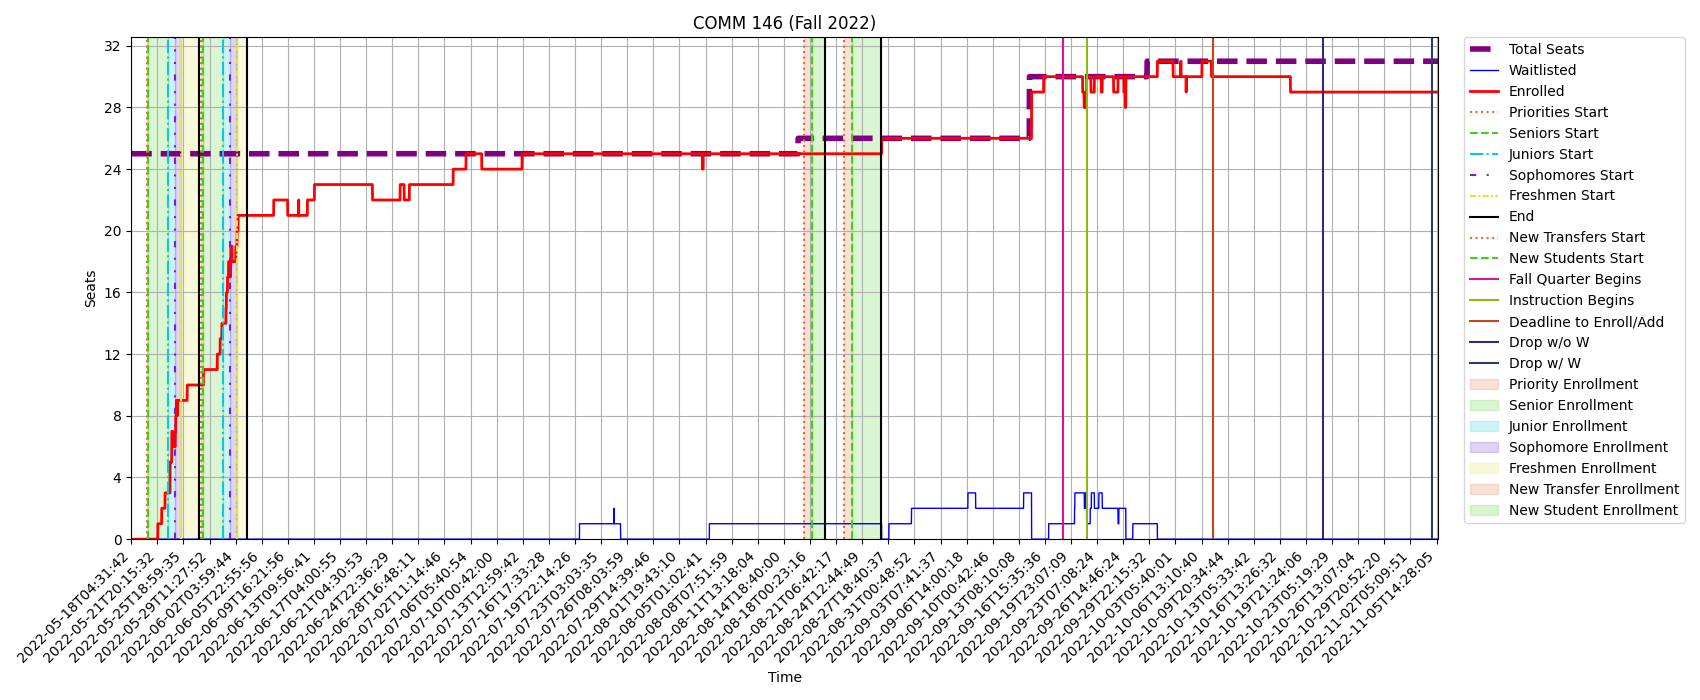 COMM 146 (Fall 2022)
Seats
32
28
24
20
16
12
8
4
0
2022-05-18T04:31:42
2022-05-21T20:15:32
2022-05-25T18:59:35
2022-05-29T11:27:52
2022-06-02T03:59:44
2022-06-05T22:55:56
2022-06-09T16:21:56
2022-06-13T09:56:41
2022-06-17T04:00:55
2022-06-21T04:30:53
2022-06-24T22:36:29
2022-06-28T16:48:11
2022-07-02T11:14:46
2022-07-06T05:40:54
2022-07-10T00:42:00
2022-07-13T12:59:42
2022-07-16T17:33:28
2022-07-19T22:14:26
2022-07-23T03:03:35
2022-07-26T08:03:59
2022-07-29T14:39:46
2022-08-01T19:43:10
2022-08-05T01:02:41
2022-08-08T07:51:59
2022-08-11T13:18:04
2022-08-14T18:40:00
2022-08-18T00:23:16
2022-08-21T06:42:17
2022-08-24T12:44:49
2022-08-27T18:40:37
2022-08-31T00:48:52
2022-09-03T07:41:37
2022-09-06T14:00:18
2022-09-10T00:42:46
2022-09-13T08:10:08
2022-09-16T15:35:36
2022-09-19T23:07:09
2022-09-23T07:08:24
2022-09-26T14:46:24
2022-09-29T22:15:32
2022-10-03T05:40:01
2022-10-06T13:10:40
2022-10-09T20:34:44
2022-10-13T05:33:42
2022-10-16T13:26:32
2022-10-19T21:24:06
2022-10-23T05:19:29
2022-10-26T13:07:04
2022-10-29T20:52:20
2022-11-02T05:09:51
2022-11-05T14:28:05
Time
Total Seats
Waitlisted
Enrolled
Priorities Start
Seniors Start
Juniors Start
Sophomores Start
Freshmen Start
End
New Transfers Start
New Students Start
Fall Quarter Begins
Instruction Begins
Deadline to Enroll/Add
Drop w/o W
Drop w/ W
Priority Enrollment
Senior Enrollment
Junior Enrollment
Sophomore Enrollment
Freshmen Enrollment
New Transfer Enrollment
New Student Enrollment